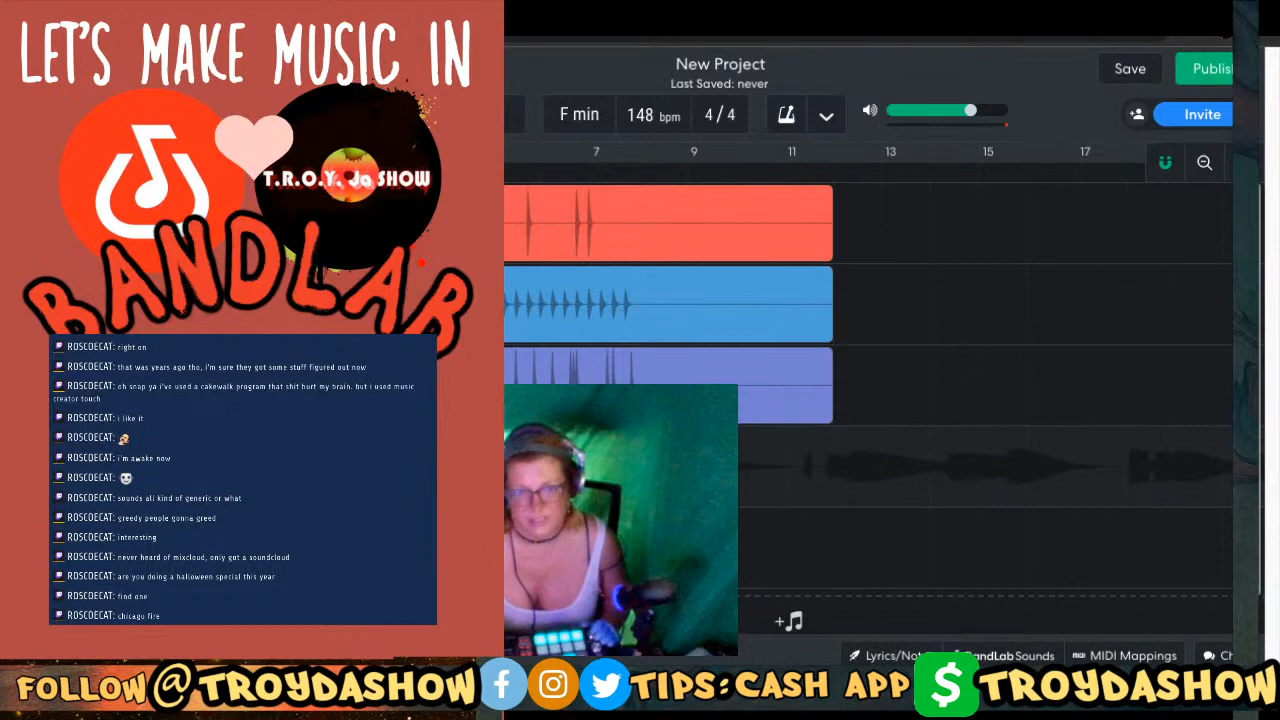 LET'S MAKE MUSIC IN
T.R.O.Y. Da SHOW
BANDLAB
ROSCOECAT: right on
ROSCOECAT: that was years ago tho, i'm sure they got some stuff figured out now
ROSCOECAT: oh snap ya i've used a cakewalk program that shit hurt my brain. but i used music
creator touch
ROSCOECAT: i like it
ROSCOECAT:
ROSCOECAT: i'm awake now
ROSCOECAT:
ROSCOECAT: sounds all kind of generic or what
ROSCOECAT: greedy people gonna greed
ROSCOECAT: interesting
ROSCOECAT: never heard of mixcloud, only got a soundcloud
ROSCOECAT: are you doing a halloween special this year
ROSCOECAT: find one
ROSCOECAT: chicago fire
New Project
Last Saved: never
Save
Publis
F min 148 bpm 4 / 4
Invite
7 9 11 13 15 17
Lyrics/Not
BandLab Sounds
MIDI Mappings
Ch
FOLLOW @TROYDASHOW TIPS:CASH APP $ TROYDASHOW